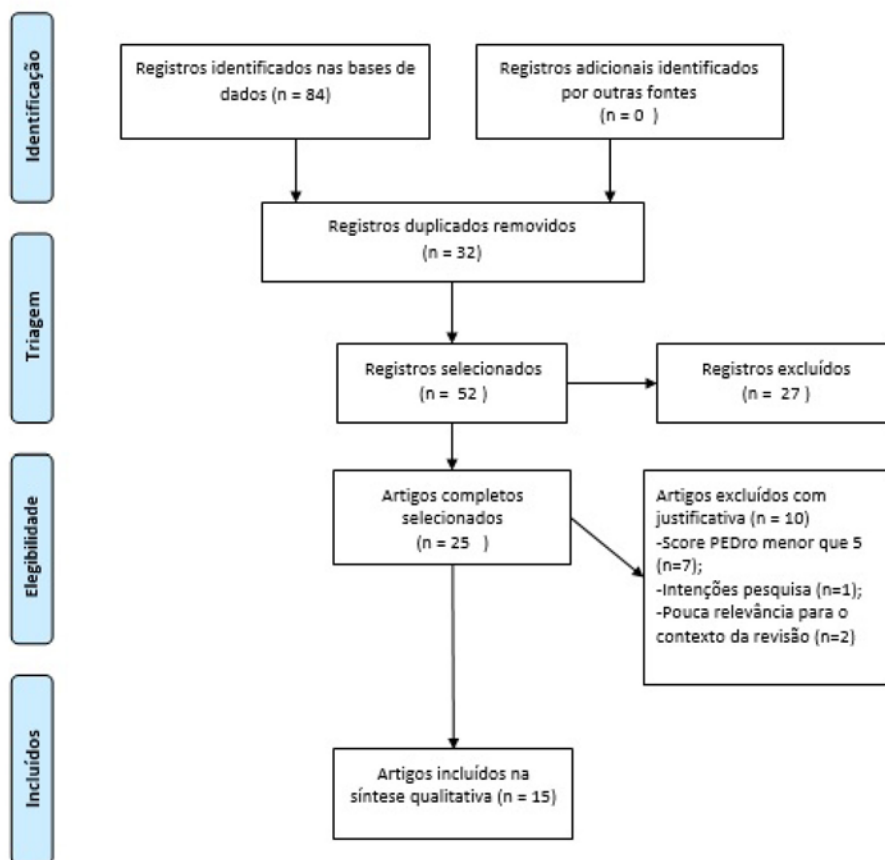 Identificação
Registros identificados nas bases de
dados (n = 84)
Registros adicionais identificados
por outras fontes
(n = 0 )
Registros duplicados removidos
(n = 32)
Triagem
Registros selecionados
(n = 52 )
Registros excluídos
(n = 27 )
Elegibilidade
Artigos completos
selecionados
(n = 25 )
Artigos excluídos com
justificativa (n = 10)
-Score PEDro menor que 5
(n=7);
-Intenções pesquisa (n=1);
-Pouca relevância para o
contexto da revisão (n=2)
Incluídos
Artigos incluídos na
síntese qualitativa (n = 15)